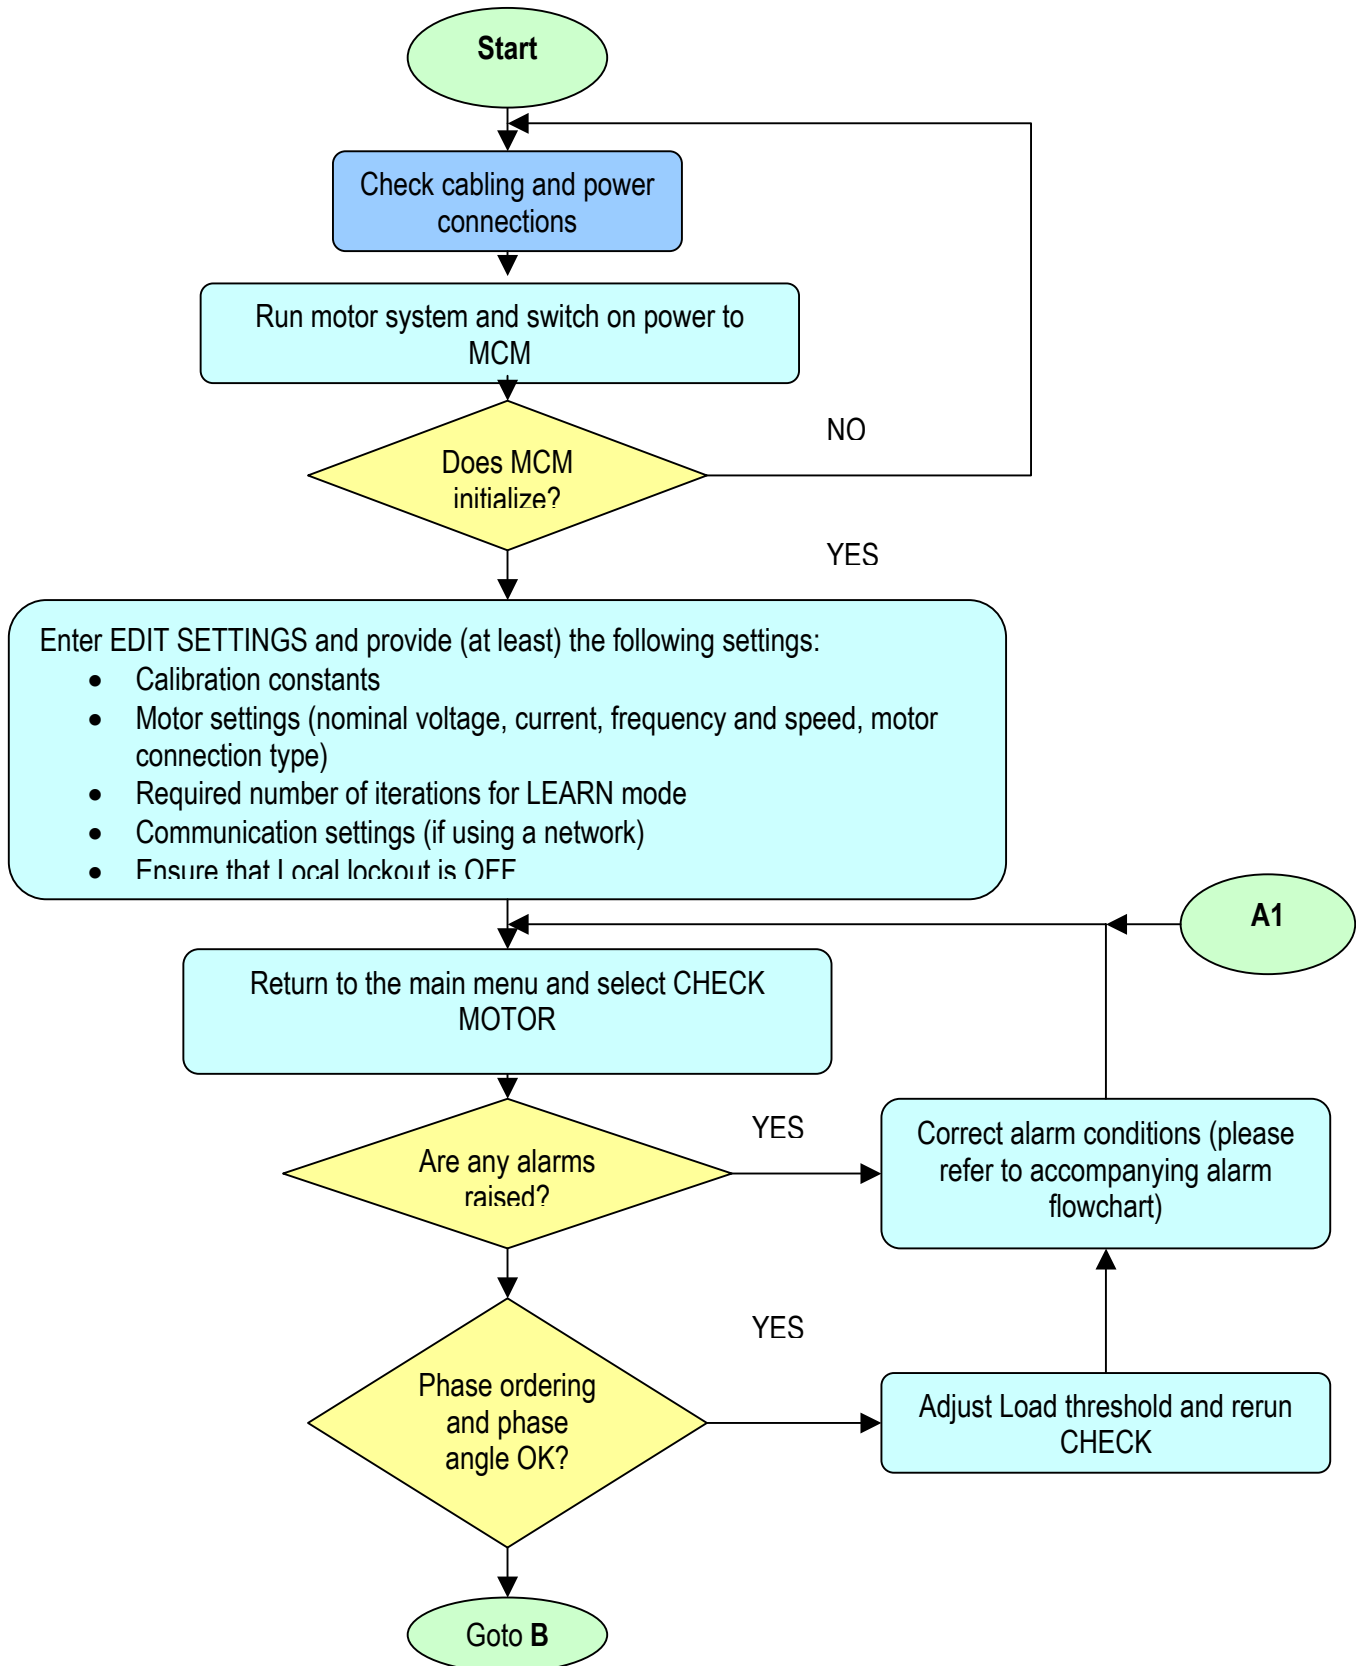 Start
Check cabling and power
connections
Run motor system and switch on power to
MCM
NO
Does MCM
initialize?
YES
Enter EDIT SETTINGS and provide (at least) the following settings:
• Calibration constants
• Motor settings (nominal voltage, current, frequency and speed, motor
connection type)
• Required number of iterations for LEARN mode
• Communication settings (if using a network)
• Ensure that Local lockout is OFF
A1
Return to the main menu and select CHECK
MOTOR
YES
Are any alarms
raised?
Correct alarm conditions (please
refer to accompanying alarm
flowchart)
YES
Phase ordering
and phase
angle OK?
Adjust Load threshold and rerun
CHECK
Goto B